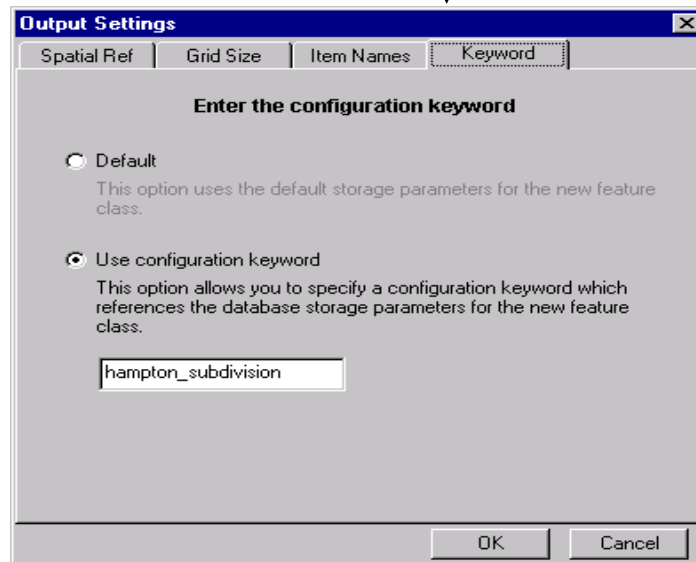 Output Settings
Spatial Ref
Grid Size
Item Names
Keyword
Enter the configuration keyword
Default
This option uses the default storage parameters for the new feature
class.
Use configuration keyword
This option allows you to specify a configuration keyword which
references the database storage parameters for the new feature
class.
hampton_subdivision
OK
Cancel